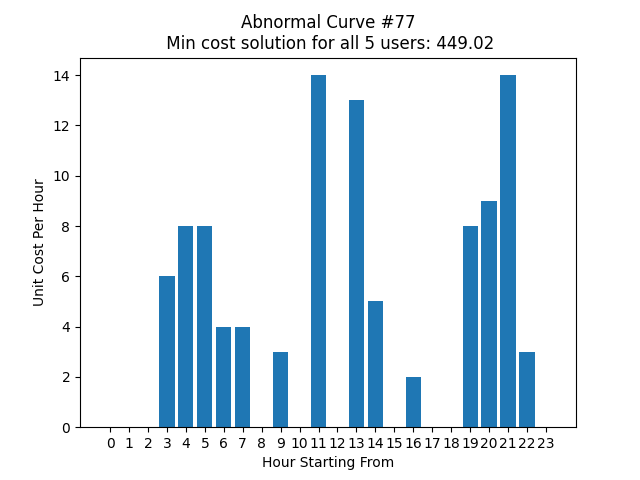 Abnormal Curve #77
Min cost solution for all 5 users: 449.02
Unit Cost Per Hour
14
12
10
8
6
4
2
0
0 1 2 3 4 5 6 7 8 9 10 11 12 13 14 15 16 17 18 19 20 21 22 23
Hour Starting From